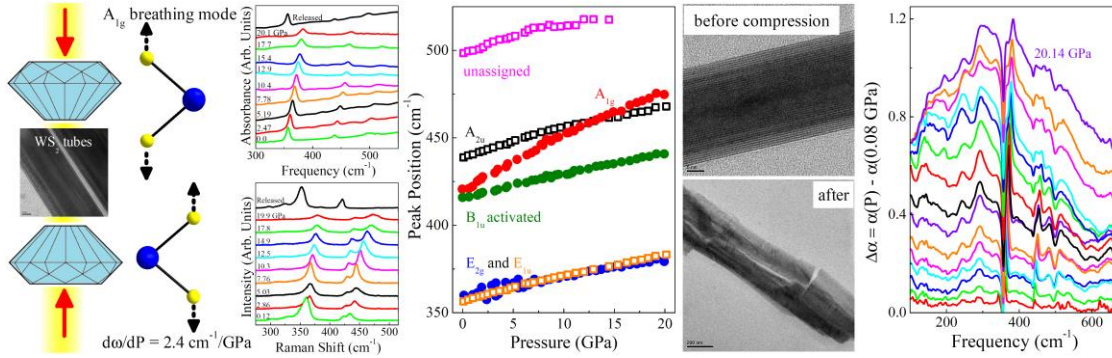 A1g breathing mode
WS2 tubes
dω/dP = 2.4 cm⁻¹/GPa
Absorbance (Arb. Units)
Released
20.1 GPa
17.7
15.4
12.9
10.4
7.78
5.19
2.47
0.0
300 400 500
Frequency (cm⁻¹)
Intensity (Arb. Units)
Released
19.9 GPa
17.8
14.9
12.5
10.3
7.76
5.03
2.86
0.12
300 350 400 450 500
Raman Shift (cm⁻¹)
Peak Position (cm⁻¹)
500
450
400
350
unassigned
A1g
A2u
B1u activated
E2g and E1u
0 5 10 15 20
Pressure (GPa)
before compression
after
Δα = α(P) - α(0.08 GPa)
1.2
0.8
0.4
0.0
20.14 GPa
200 400 600
Frequency (cm⁻¹)